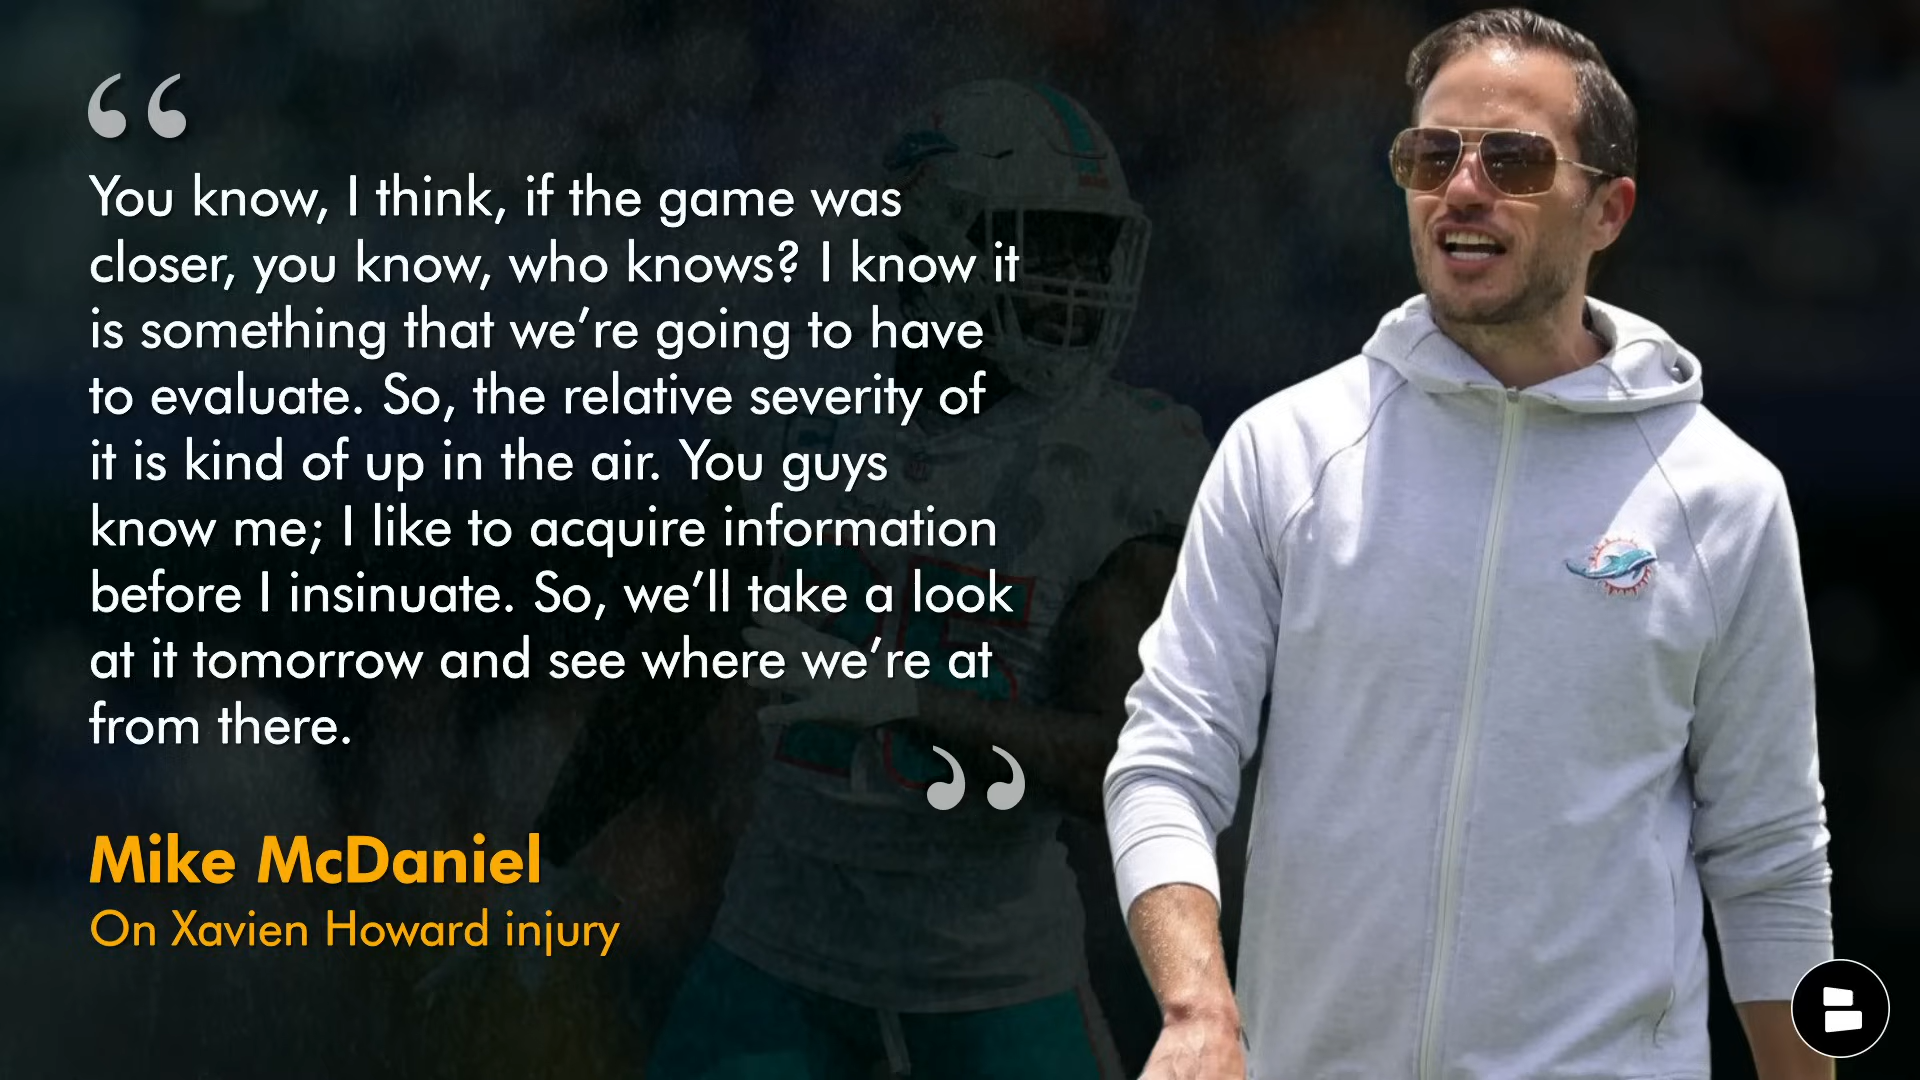 “
You know, I think, if the game was
closer, you know, who knows? I know it
is something that we’re going to have
to evaluate. So, the relative severity of
it is kind of up in the air. You guys
know me; I like to acquire information
before I insinuate. So, we’ll take a look
at it tomorrow and see where we’re at
from there.
”
Mike McDaniel
On Xavien Howard injury